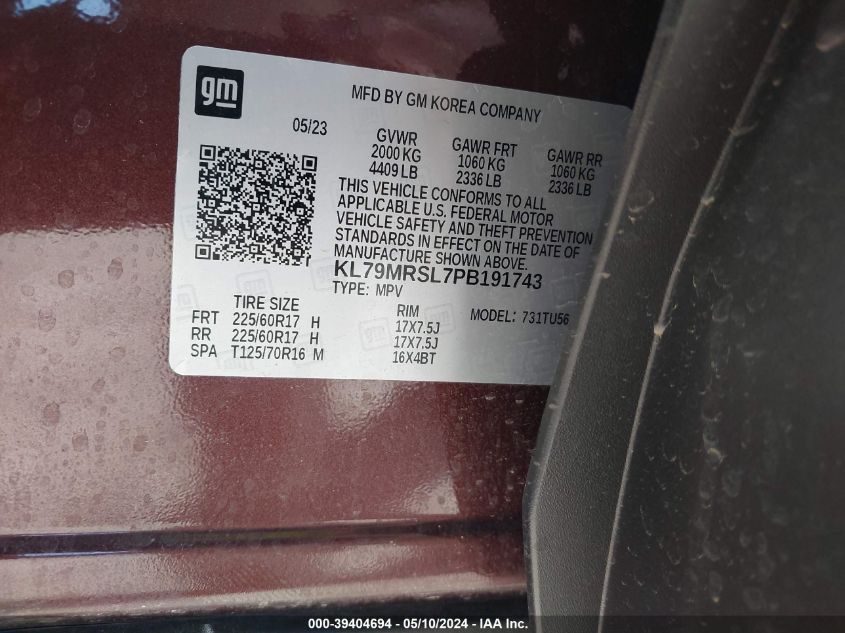 gm
MFD BY GM KOREA COMPANY
05/23
GVWR GAWR FRT GAWR RR
2000 KG 1060 KG 1060 KG
4409 LB 2336 LB 2336 LB
THIS VEHICLE CONFORMS TO ALL
APPLICABLE U.S. FEDERAL MOTOR
VEHICLE SAFETY AND THEFT PREVENTION
STANDARDS IN EFFECT ON THE DATE OF
MANUFACTURE SHOWN ABOVE.
KL79MRSL7PB191743
TYPE: MPV
TIRE SIZE RIM MODEL: 731TU56
FRT 225/60R17 H 17X7.5J
RR 225/60R17 H 17X7.5J
SPA T125/70R16 M 16X4BT
000-39404694 - 05/10/2024 - IAA Inc.